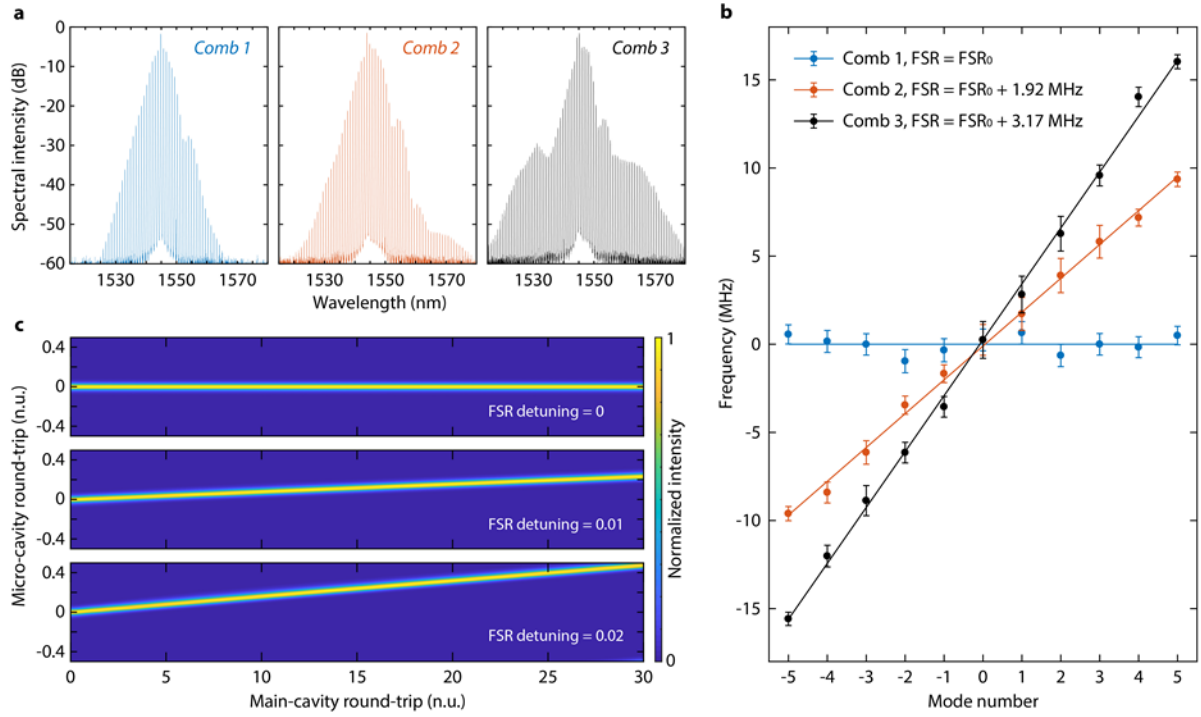 a
Spectral intensity (dB)
0
-10
-20
-30
-40
-50
-60
Comb 1
Comb 2
Comb 3
1530 1550 1570 1530 1550 1570 1530 1550 1570
Wavelength (nm)
b
Frequency (MHz)
15
10
5
0
-5
-10
-15
Comb 1, FSR = FSR₀
Comb 2, FSR = FSR₀ + 1.92 MHz
Comb 3, FSR = FSR₀ + 3.17 MHz
-5 -4 -3 -2 -1 0 1 2 3 4 5
Mode number
c
Micro-cavity round-trip (n.u.)
0.4
0
-0.4
FSR detuning = 0
0.4
0
-0.4
FSR detuning = 0.01
0.4
0
-0.4
FSR detuning = 0.02
0 5 10 15 20 25 30
Main-cavity round-trip (n.u.)
1
Normalized intensity
0